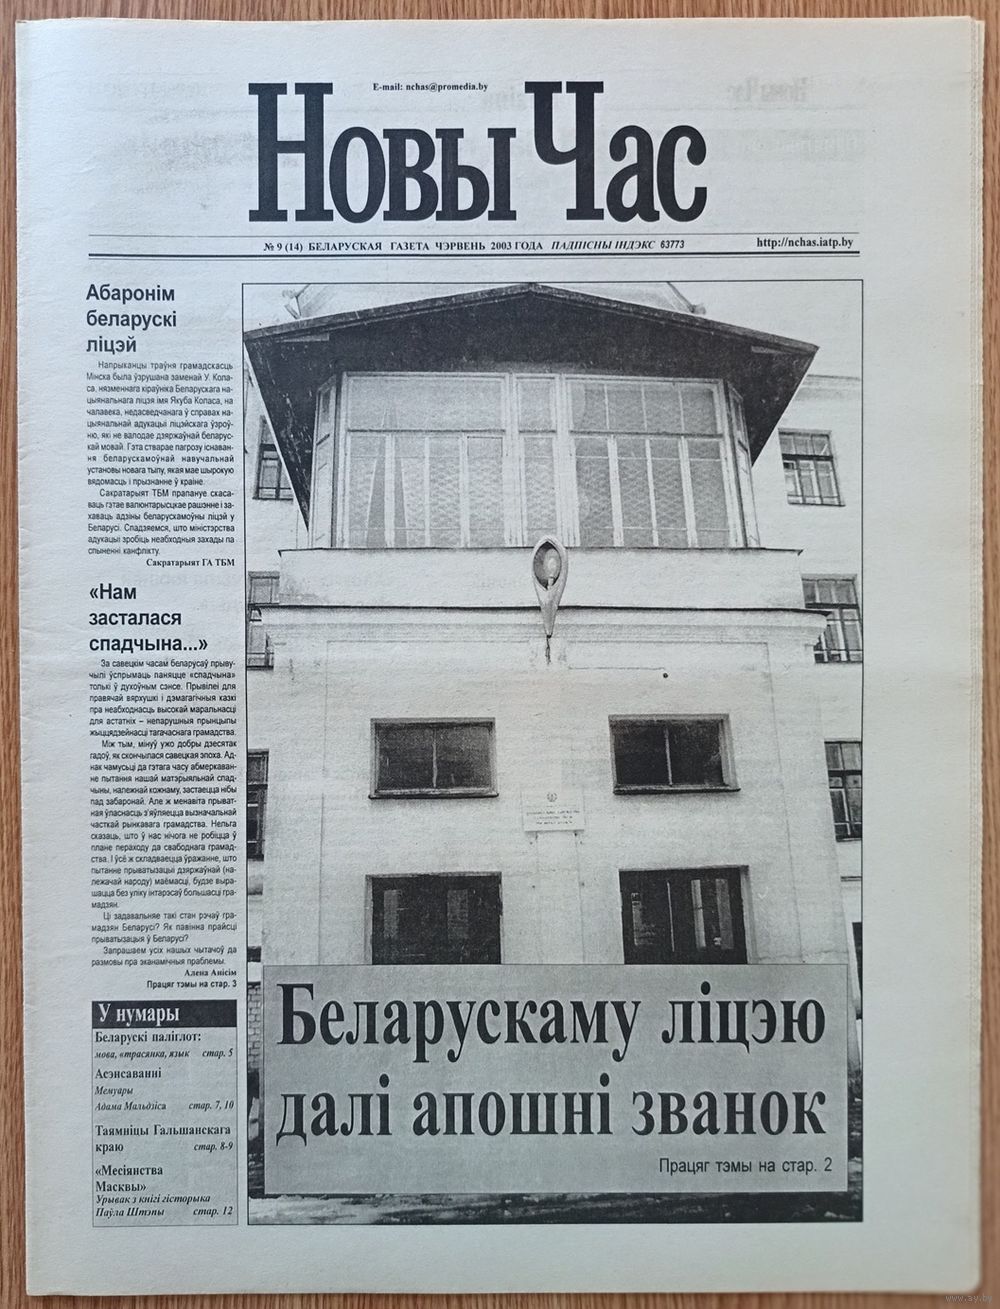 E-mail: nchas@promedia.by
Новы Час
№ 9 (14) БЕЛАРУСКАЯ ГАЗЕТА ЧЭРВЕНЬ 2003 ГОДА ПАДПІСНЫ ІНДЭКС 63773
http://nchas.iatp.by
Абаронім
беларускі
ліцэй
Напрыканцы траўня грамадскасць
Мінска была ўзрушана заменай У. Кола-
са, нязменнага кіраўніка Беларускага на-
цыянальнага ліцэя імя Якуба Коласа, на
чалавека, недасведчанага ў справах на-
цыянальнай адукацыі ліцэйскага ўзроў-
ню, які не валодае дзяржаўнай беларус-
кай мовай. Гэта стварае пагрозу існаван-
ня беларускамоўнай навучальнай
установы новага тыпу, якая мае шырокую
вядомасць і прызнанне ў краіне.
Сакратарыят ТБМ прапануе скаса-
ваць гэтае валюнтарысцкае рашэнне і за-
хаваць адзіны беларускамоўны ліцэй у
Беларусі. Спадзяемся, што міністэрства
адукацыі зробіць неабходныя захады па
спыненні канфлікту.
Сакратарыят ГА ТБМ
«Нам
засталася
спадчына...»
За савецкім часам беларусаў прыву-
чылі ўспрымаць паняцце «спадчына»
толькі ў духоўным сэнсе. Прывілеі для
правячай вярхушкі і дэмагагічныя казкі
пра неабходнасць высокай маральнасці
для астатніх – непарушныя прынцыпы
жыццядзейнасці тагачаснага грамадства.
Між тым, мінуў ужо добры дзесятак
гадоў, як скончылася савецкая эпоха. Ад-
нак чамусьці да гэтага часу абмеркаван-
не пытання нашай матэрыяльнай спад-
чыны, належнай кожнаму, застаецца нібы
пад забаронай. Але ж менавіта прыват-
ная ўласнасць з'яўляецца вызначальнай
часткай рынкавага грамадства. Нельга
сказаць, што ў нас нічога не робіцца ў
плане пераходу да свабоднага грамад-
ства. І ўсё ж складваецца ўражанне, што
пытанне прыватызацыі дзяржаўнай (на-
лежачай народу) маёмасці, будзе выра-
шацца без уліку інтарэсаў большасці гра-
мадзян.
Ці задавальняе такі стан рэчаў гра-
мадзян Беларусі? Як павінна прайсці
прыватызацыя ў Беларусі?
Запрашаем усіх нашых чытачоў да
размовы пра эканамічныя праблемы.
Алена Анісім
Працяг тэмы на стар. 3
У нумары
Беларускі паліглот:
мова, «трасянка, язык стар. 5
Асэнсаванні
Мемуары
Адама Мальдзіса стар. 7, 10
Таямніцы Гальшанскага
краю стар. 8-9
«Месіянства
Масквы»
Урывак з кнігі гісторыка
Паўла Штэпы стар. 12
Беларускаму ліцэю
далі апошні званок
Працяг тэмы на стар. 2
www.ay.by